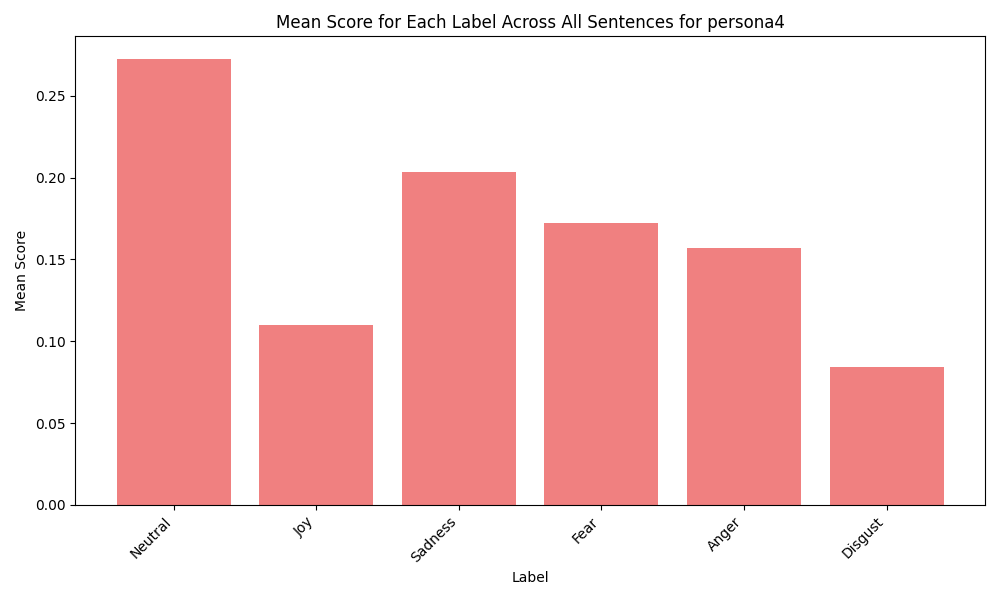 Mean Score for Each Label Across All Sentences for persona4
Mean Score
0.25
0.20
0.15
0.10
0.05
0.00
Neutral
Joy
Sadness
Fear
Anger
Disgust
Label